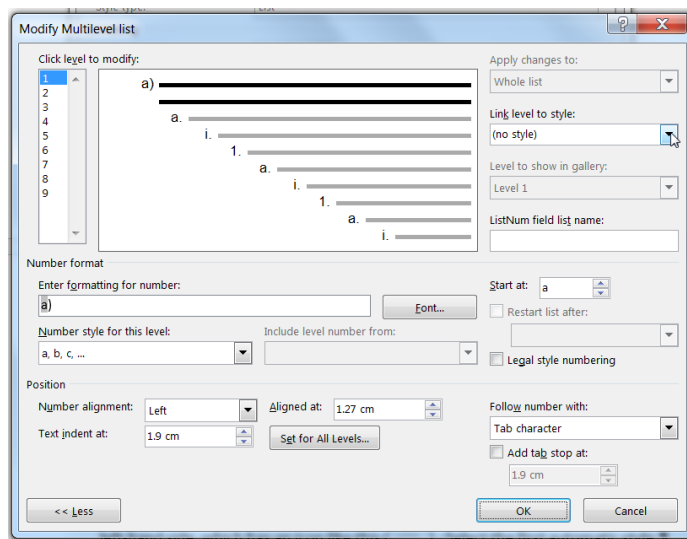 Style type:
List
Modify Multilevel list
Click level to modify:
1
2
3
4
5
6
7
8
9
a)
a.
i.
1.
a.
i.
1.
a.
i.
Apply changes to:
Whole list
Link level to style:
(no style)
Level to show in gallery:
Level 1
ListNum field list name:
Number format
Enter formatting for number:
a)
Font...
Start at:
a
Restart list after:
Number style for this level:
a, b, c, ...
Include level number from:
Legal style numbering
Position
Number alignment:
Left
Aligned at:
1.27 cm
Text indent at:
1.9 cm
Set for All Levels...
Follow number with:
Tab character
Add tab stop at:
1.9 cm
<< Less
OK
Cancel